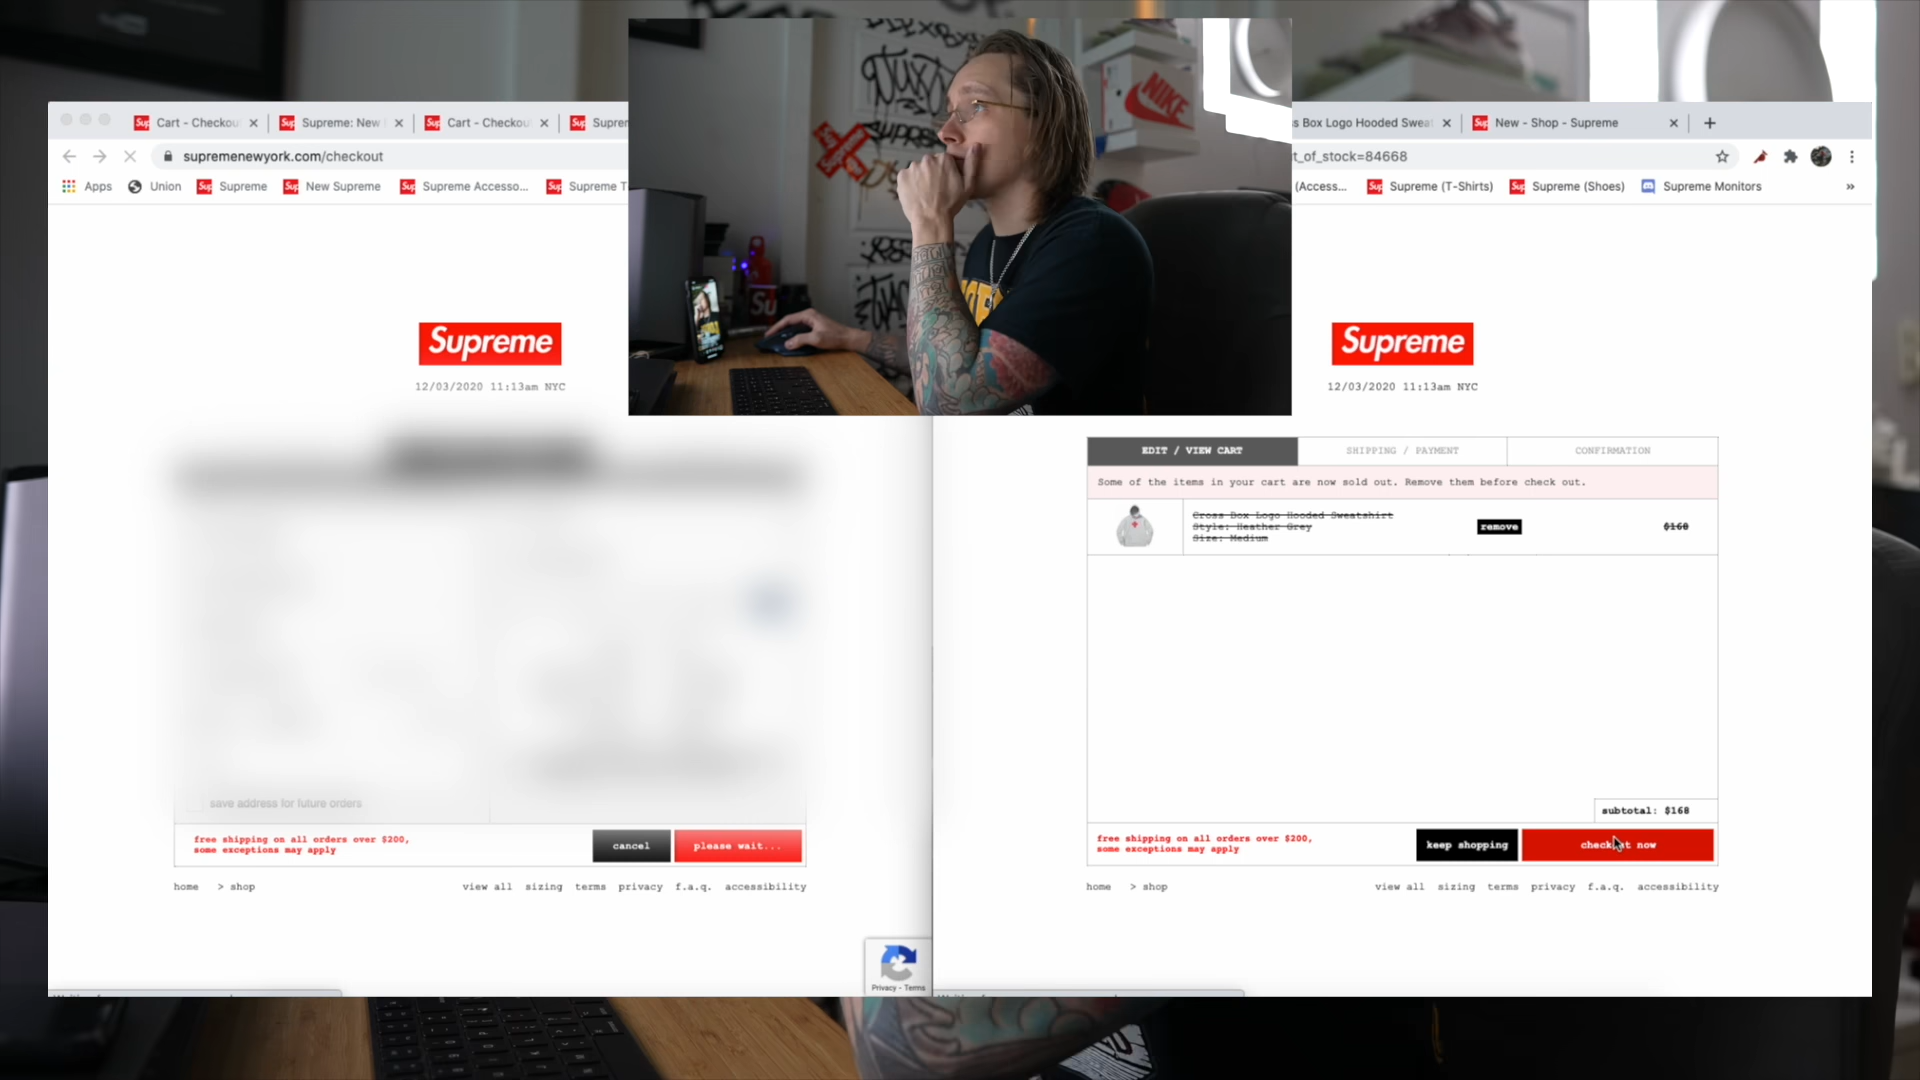 Cart - Checkou
Supreme: New
Cart - Checkou
Supre
s Box Logo Hooded Swea
New - Shop - Supreme
supremenewyork.com/checkout
t_of_stock=84668
Apps
Union
Supreme
New Supreme
Supreme Accesso...
Supreme T
(Access...
Supreme (T-Shirts)
Supreme (Shoes)
Supreme Monitors
»
NIKE
Supreme
12/03/2020 11:13am NYC
Supreme
12/03/2020 11:13am NYC
save address for future orders
free shipping on all orders over $200,
some exceptions may apply
cancel
please wait...
home > shop
view all sizing terms privacy f.a.q. accessibility
Privacy - Terms
EDIT / VIEW CART
SHIPPING / PAYMENT
CONFIRMATION
Some of the items in your cart are now sold out. Remove them before check out.
Cross Box Logo Hooded Sweatshirt
Style: Heather Grey
Size: Medium
remove
$168
subtotal: $168
free shipping on all orders over $200,
some exceptions may apply
keep shopping
check t now
home > shop
view all sizing terms privacy f.a.q. accessibility